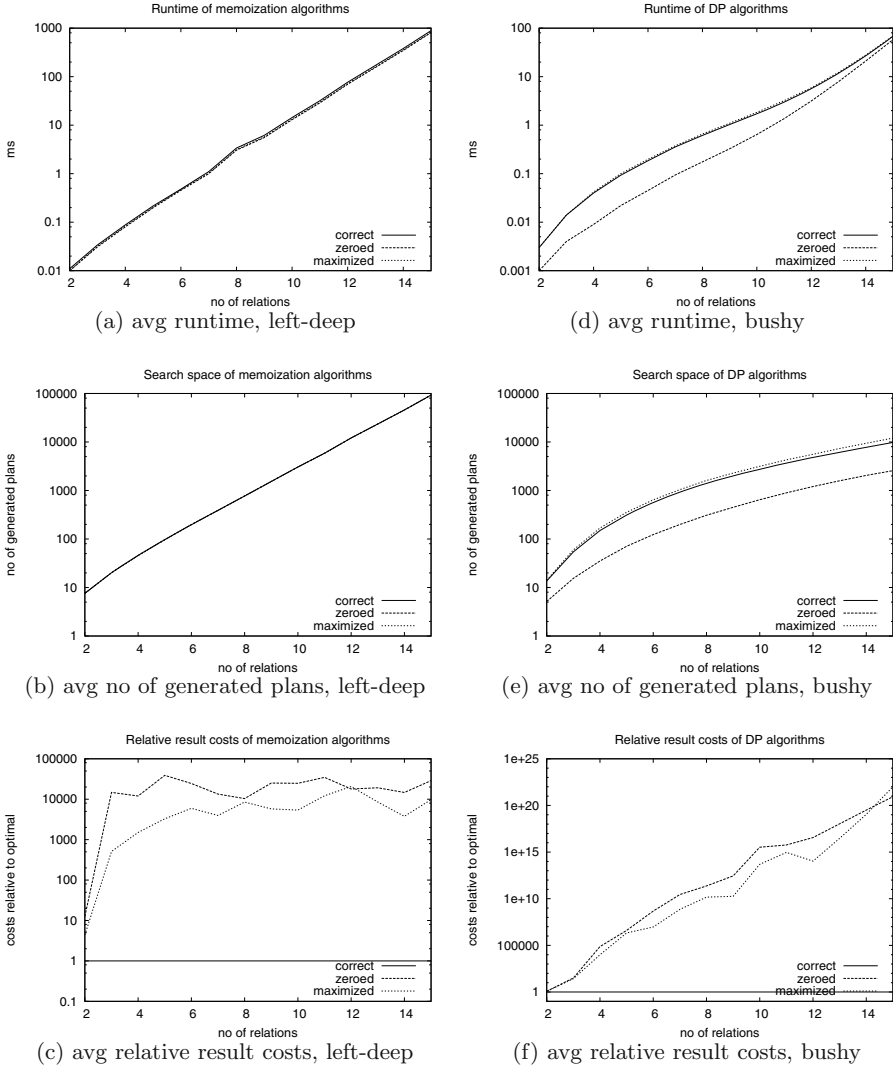 Runtime of memoization algorithms
1000
100
10
1
0.1
0.01
ms
correct
zeroed
maximized
2 4 6 8 10 12 14
no of relations
(a) avg runtime, left-deep
Runtime of DP algorithms
100
10
1
0.1
0.01
0.001
ms
correct
zeroed
maximized
2 4 6 8 10 12 14
no of relations
(d) avg runtime, bushy
Search space of memoization algorithms
100000
10000
1000
100
10
1
no of generated plans
correct
zeroed
maximized
2 4 6 8 10 12 14
no of relations
(b) avg no of generated plans, left-deep
Search space of DP algorithms
100000
10000
1000
100
10
1
no of generated plans
correct
zeroed
maximized
2 4 6 8 10 12 14
no of relations
(e) avg no of generated plans, bushy
Relative result costs of memoization algorithms
100000
10000
1000
100
10
1
0.1
costs relative to optimal
correct
zeroed
maximized
2 4 6 8 10 12 14
no of relations
(c) avg relative result costs, left-deep
Relative result costs of DP algorithms
1e+25
1e+20
1e+15
1e+10
100000
1
costs relative to optimal
correct
zeroed
maximized
2 4 6 8 10 12 14
no of relations
(f) avg relative result costs, bushy